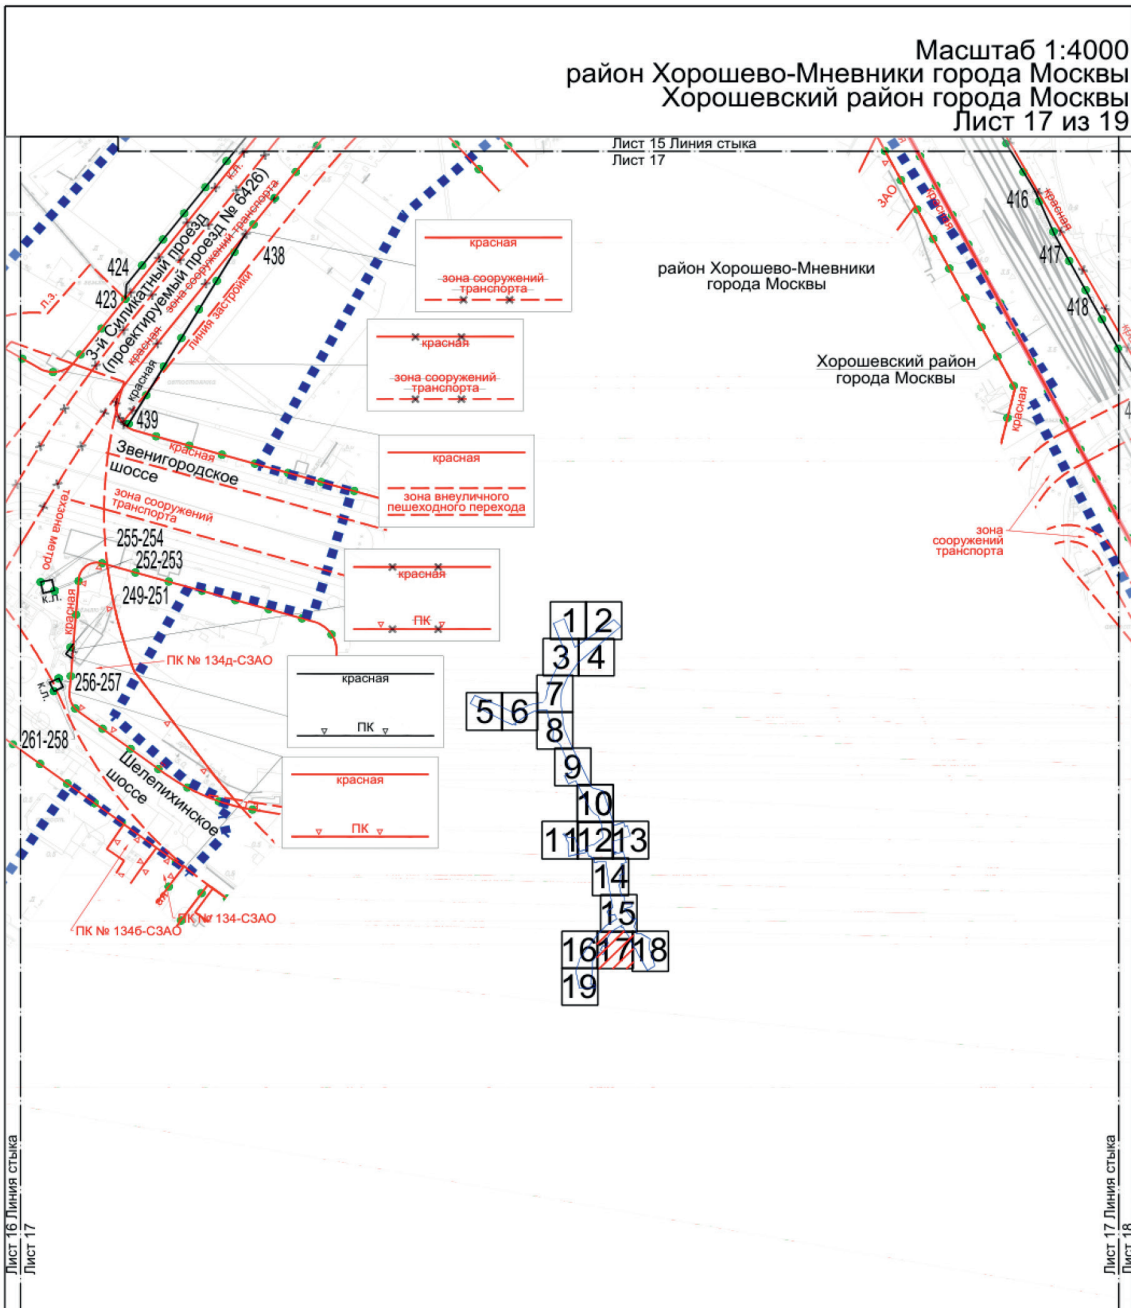 Масштаб 1:4000
район Хорошево-Мневники города Москвы
Хорошевский район города Москвы
Лист 17 из 19
Лист 15 Линия стыка
Лист 17
к.л.
424
423
3-й Силикатный проезд
(проектируемый проезд № 6426)
зона сооружений транспорта
красная
линия застройки
красная
438
л.з.
439
красная
зона сооружений
транспорта
красная
зона сооружений
транспорта
красная
зона внеуличного
пешеходного перехода
красная
ПК
красная
ПК
красная
ПК
район Хорошево-Мневники
города Москвы
Хорошевский район
города Москвы
ЗАО
красная
красная
416
417
418
красная
зона
сооружений
транспорта
Звенигородское
шоссе
красная
зона сооружений
транспорта
техзона метро
255-254
252-253
249-251
к.л.
красная
ПК № 134д-СЗАО
256-257
к.л.
261-258
Шелепихинское
шоссе
ПК № 134-СЗАО
ПК № 134б-СЗАО
1 2
3 4
7
5 6
8
9
10
11 12 13
14
15
16 17 18
19
Лист 16 Линия стыка
Лист 17
Лист 17 Линия стыка
Лист 18